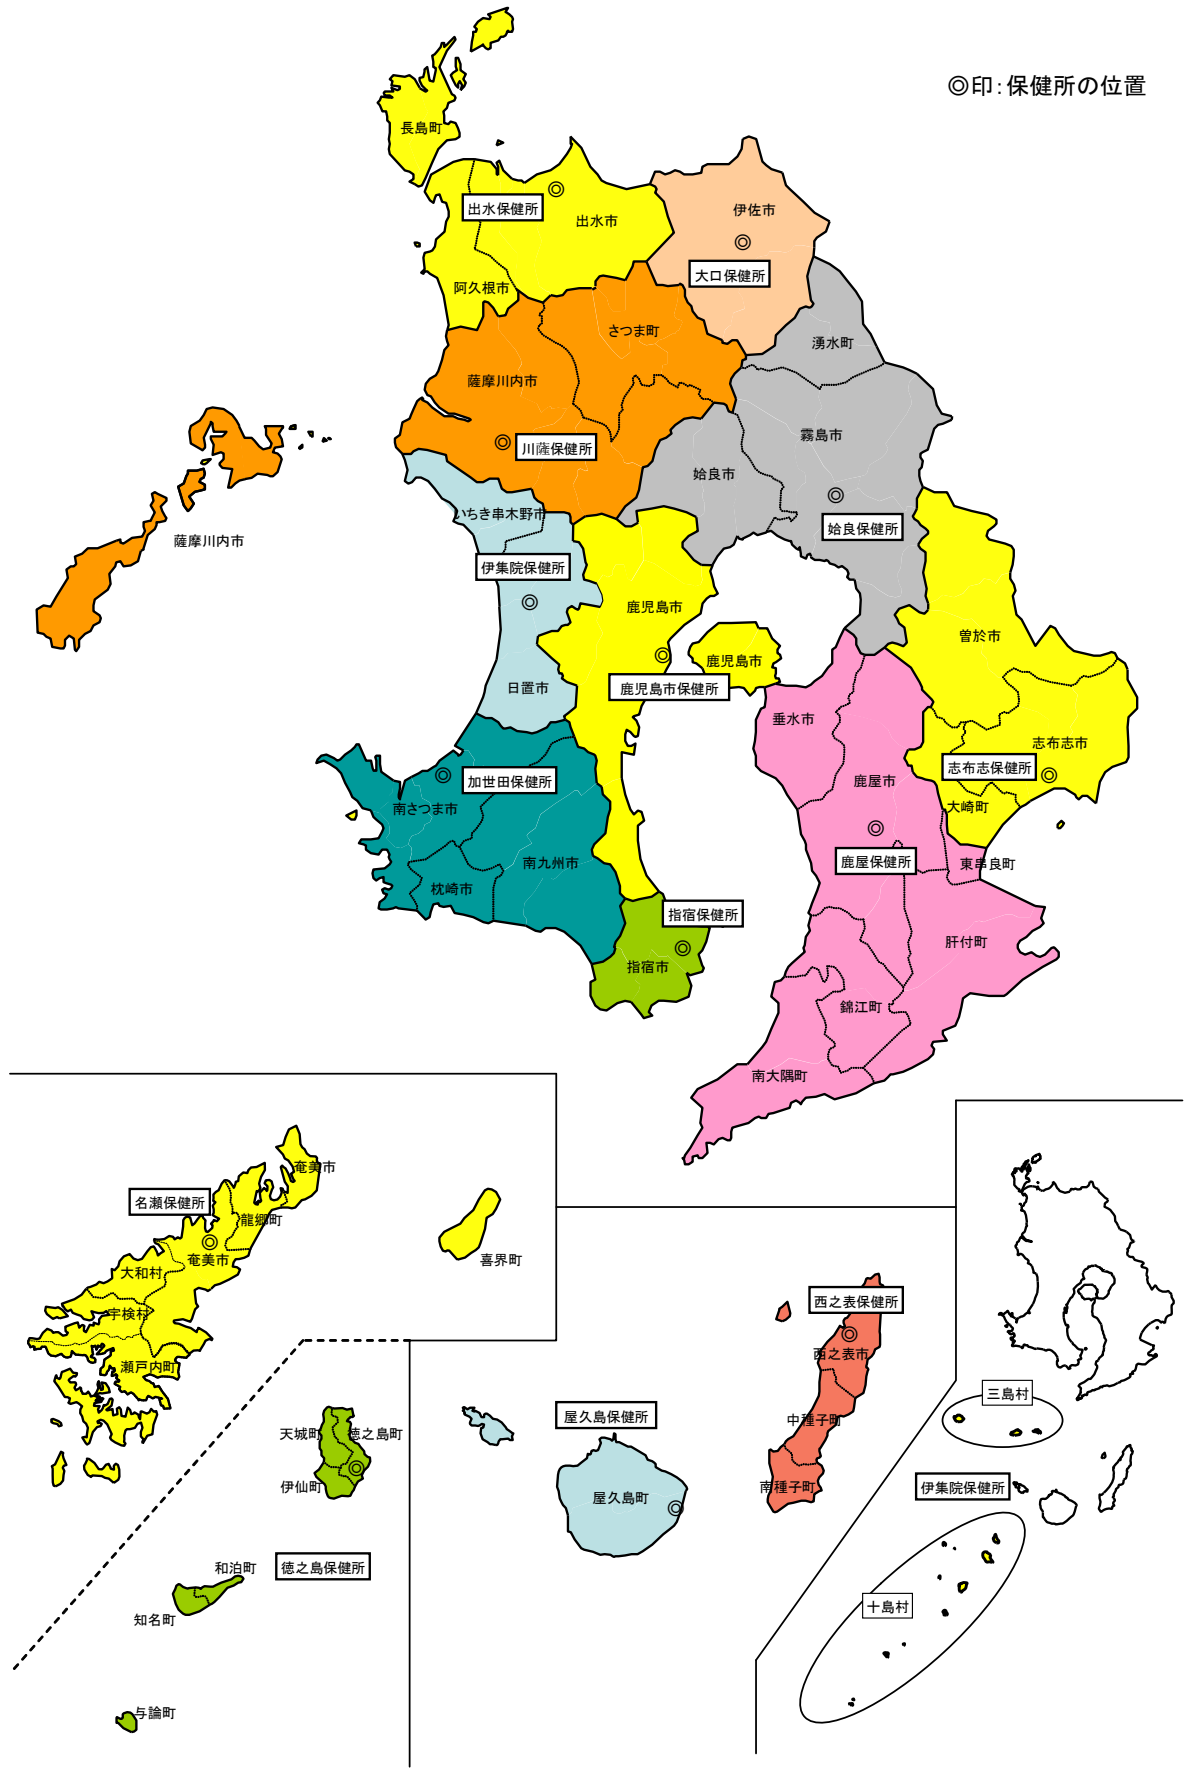 ◎印：保健所の位置
長島町
出水保健所
出水市
阿久根市
伊佐市
大口保健所
さつま町
湧水町
薩摩川内市
川薩保健所
霧島市
姶良市
姶良保健所
薩摩川内市
いちき串木野市
伊集院保健所
鹿児島市
鹿児島市
鹿児島市保健所
日置市
曽於市
垂水市
志布志市
志布志保健所
鹿屋市
大崎町
加世田保健所
南さつま市
南九州市
枕崎市
鹿屋保健所
東串良町
指宿保健所
指宿市
肝付町
錦江町
南大隅町
奄美市
名瀬保健所
龍郷町
奄美市
大和村
宇検村
瀬戸内町
喜界町
西之表保健所
西之表市
中種子町
南種子町
屋久島保健所
屋久島町
天城町
徳之島町
伊仙町
徳之島保健所
和泊町
知名町
与論町
三島村
伊集院保健所
十島村